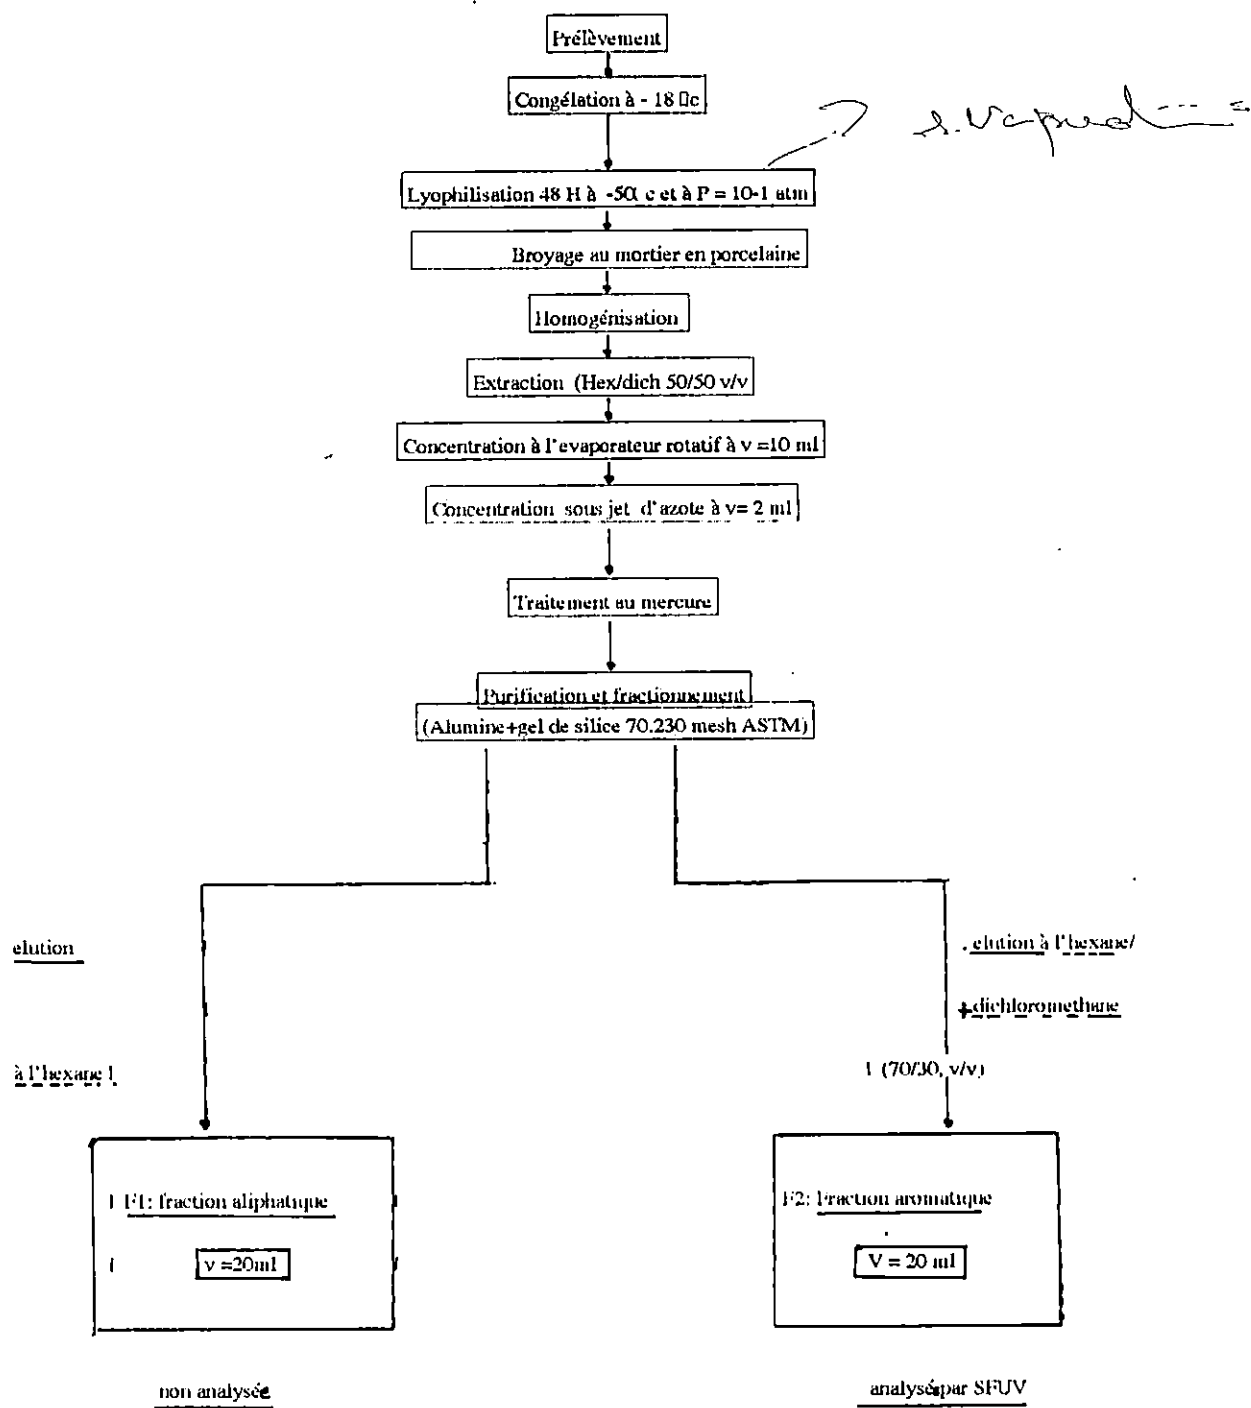 Prélèvement
Congélation à - 18 □c
Lyophilisation 48 H à -50( c et à P = 10-1 atm
Broyage au mortier en porcelaine
Homogénisation
Extraction (Hex/dich 50/50 v/v
Concentration à l'evaporateur rotatif à v =10 ml
Concentration sous jet d'azote à v= 2 ml
Traitement au mercure
Purification et fractionnement
(Alumine+gel de silice 70.230 mesh ASTM)
elution
à l'hexane
elution à l'hexane/
dichloromethane
(70/30, v/v)
F1: fraction aliphatique
v =20ml
non analysée
F2: Fraction aromatique
V = 20 ml
analysé par SFUV